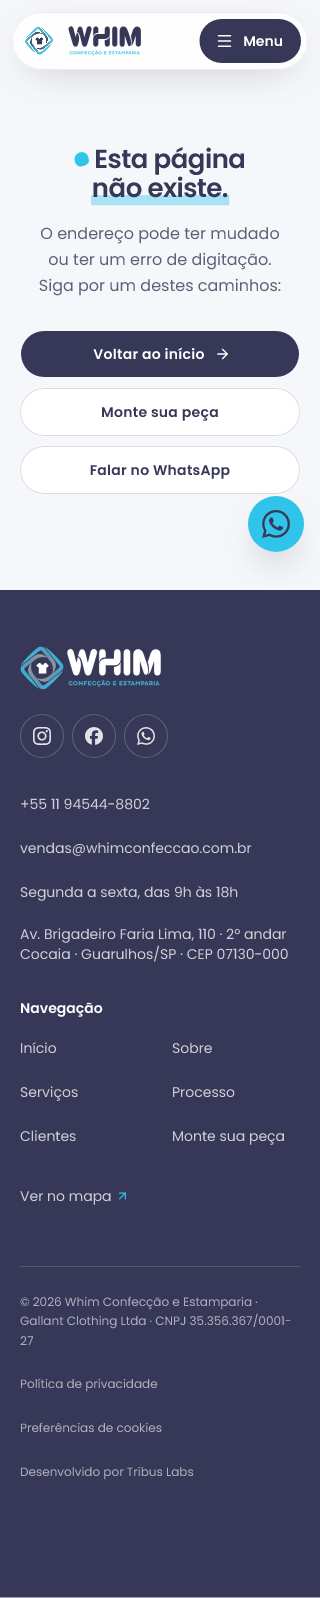 WHIM
CONFECÇÃO E ESTAMPARIA
Menu
Esta página
não existe.
O endereço pode ter mudado
ou ter um erro de digitação.
Siga por um destes caminhos:
Voltar ao início
Monte sua peça
Falar no WhatsApp
WHIM
CONFECÇÃO E ESTAMPARIA
+55 11 94544-8802
vendas@whimconfeccao.com.br
Segunda a sexta, das 9h às 18h
Av. Brigadeiro Faria Lima, 110 · 2º andar
Cocaia · Guarulhos/SP · CEP 07130-000
Navegação
Início
Sobre
Serviços
Processo
Clientes
Monte sua peça
Ver no mapa
© 2026 Whim Confecção e Estamparia ·
Gallant Clothing Ltda · CNPJ 35.356.367/0001-
27
Política de privacidade
Preferências de cookies
Desenvolvido por Tribus Labs